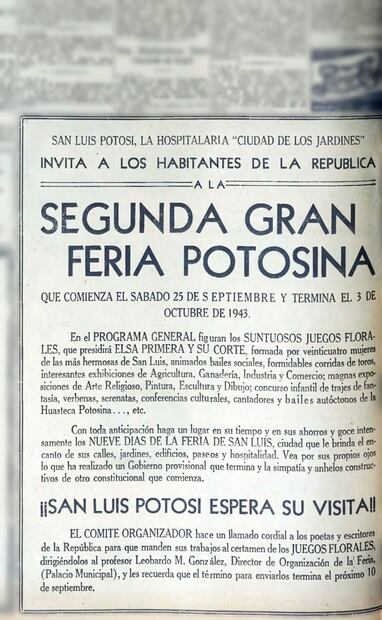 SAN LUIS POTOSI, LA HOSPITALARIA "CIUDAD DE LOS JARDINES"
INVITA A LOS HABITANTES DE LA REPUBLICA
A LA
SEGUNDA GRAN
FERIA POTOSINA
QUE COMIENZA EL SABADO 25 DE SEPTIEMBRE Y TERMINA EL 3 DE
OCTUBRE DE 1943.
En el PROGRAMA GENERAL figuran los SUNTUOSOS JUEGOS FLORA-
LES, que presidirá ELSA PRIMERA Y SU CORTE, formada por veinticuatro mujeres
de las más hermosas de San Luis, animados bailes sociales, formidables corridas de toros,
interesantes exhibiciones de Agricultura, Ganadería, Industria y Comercio; magnas expo-
siciones de Arte Religioso, Pintura, Escultura y Dibujo; concurso infantil de trajes de fan-
tasía, verbenas, serenatas, conferencias culturales, cantadores y bailes autóctonos de la
Huasteca Potosina..., etc.
Con toda anticipación haga un lugar en su tiempo y en sus ahorros y goce inten-
samente los NUEVE DIAS DE LA FERIA DE SAN LUIS, ciudad que le brinda el en-
canto de sus calles, jardines, edificios, paseos y hospitalidad. Vea por sus propios ojos
lo que ha realizado un Gobierno provisional que termina y la simpatía y anhelos construc-
tivos de otro constitucional que comienza.
¡¡SAN LUIS POTOSI ESPERA SU VISITA!!
EL COMITE ORGANIZADOR hace un llamado cordial a los poetas y escritores
de la República para que manden sus trabajos al certamen de los JUEGOS FLORALES,
dirigiéndolos al profesor Leobardo M. González, Director de Organización de la Feria,
(Palacio Municipal), y les recuerda que el término para enviarlos termina el próximo 10
de septiembre.